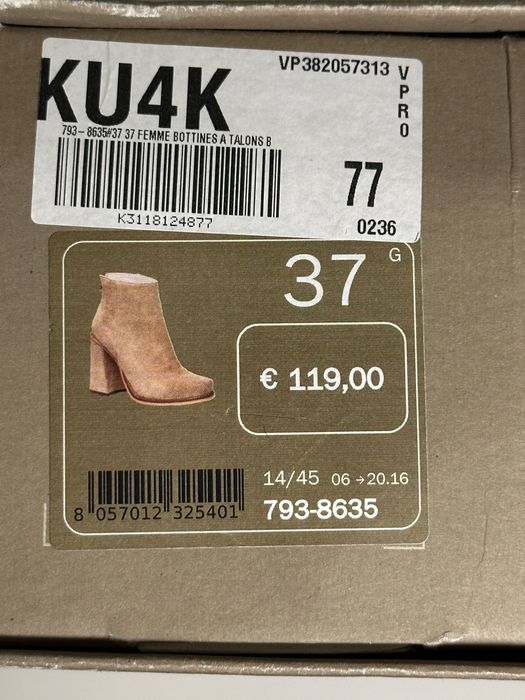 KU4K
VP382057313
VPRO
793-8635#37 37 FEMME BOTTINES A TALONS B
K3118124877
77
0236
37
G
€ 119,00
14/45 06→20.16
793-8635
8 057012 325401